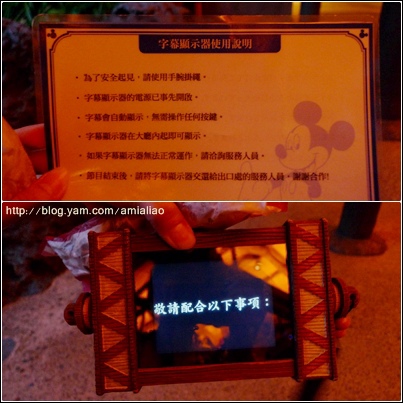 字幕顯示器使用說明
・為了安全起見，請使用手腕掛繩。
・字幕顯示器的電源已事先開啟。
・字幕會自動顯示，無需操作任何按鍵。
・字幕顯示器在大廳內起即可顯示。
・如果字幕顯示器無法正常運作，請洽詢服務人員。
・節目結束後，請將字幕顯示器交還給出口處的服務人員，謝謝合作!
http://blog.yam.com/amialiao
敬請配合以下事項：